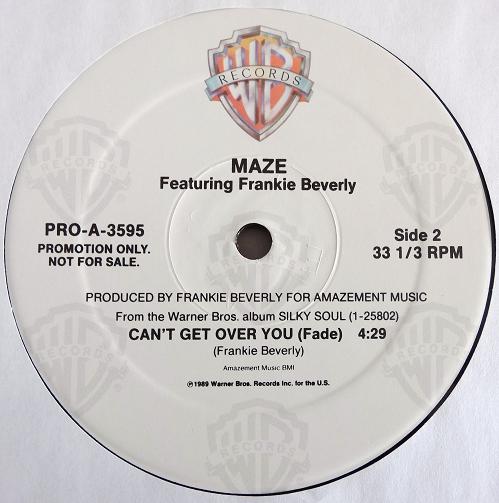 WB
RECORDS
MAZE
Featuring Frankie Beverly
PRO-A-3595
PROMOTION ONLY.
NOT FOR SALE.
Side 2
33 1/3 RPM
PRODUCED BY FRANKIE BEVERLY FOR AMAZEMENT MUSIC
From the Warner Bros. album SILKY SOUL (1-25802)
CAN'T GET OVER YOU (Fade) 4:29
(Frankie Beverly)
Amazement Music BMI
℗ 1989 Warner Bros. Records Inc. for the U.S.